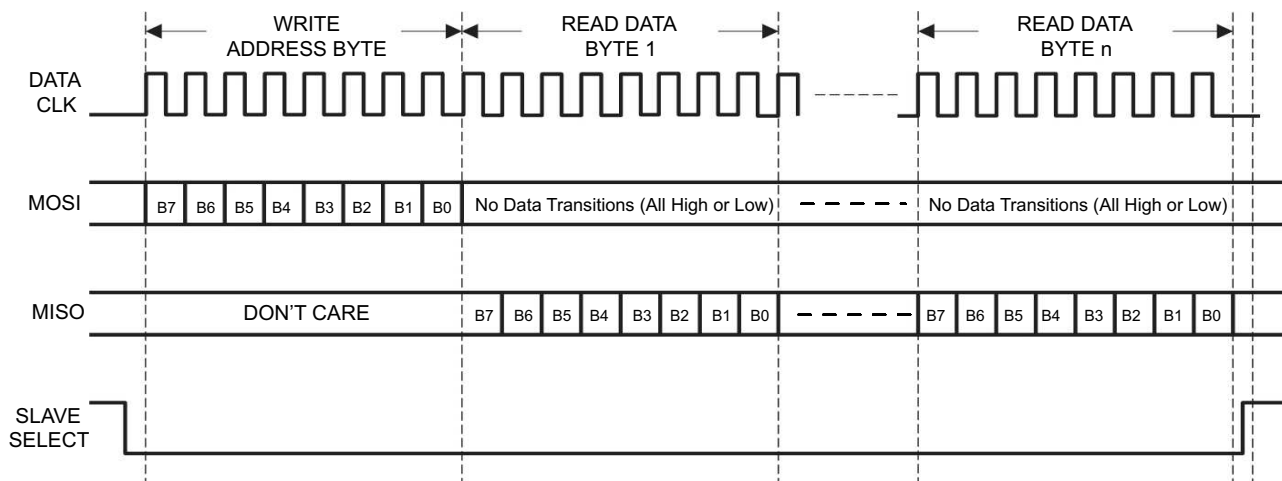 WRITE
ADDRESS BYTE
READ DATA
BYTE 1
READ DATA
BYTE n
DATA
CLK
MOSI
B7 B6 B5 B4 B3 B2 B1 B0 No Data Transitions (All High or Low) No Data Transitions (All High or Low)
MISO
DON'T CARE B7 B6 B5 B4 B3 B2 B1 B0 B7 B6 B5 B4 B3 B2 B1 B0
SLAVE
SELECT